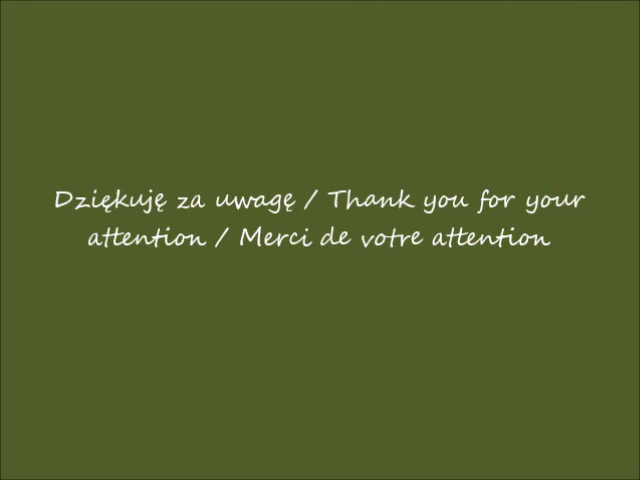 Dziękuję za uwagę / Thank you for your
attention / Merci de votre attention